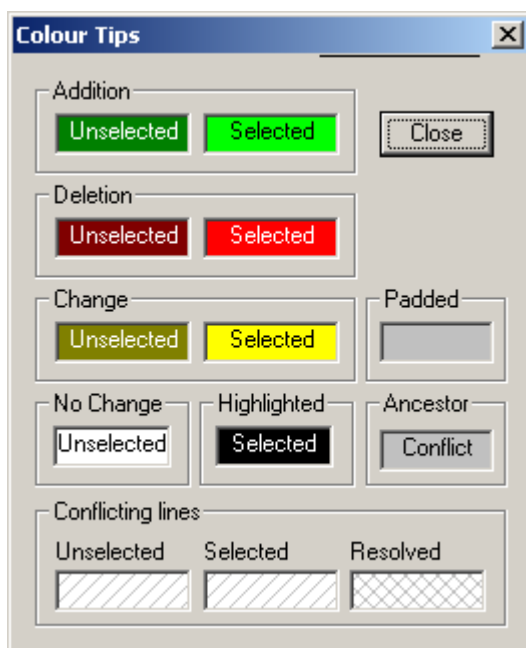 Colour Tips
Addition
Unselected Selected Close
Deletion
Unselected Selected
Change Padded
Unselected Selected
No Change Highlighted Ancestor
Unselected Selected Conflict
Conflicting lines
Unselected Selected Resolved